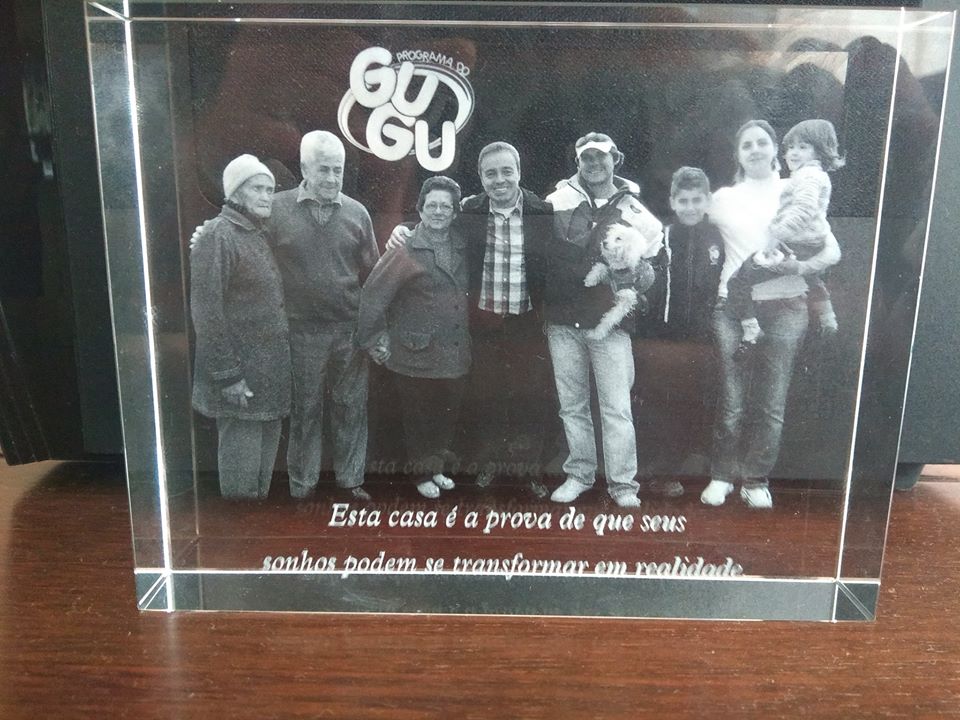 PROGRAMA DO
GUGU
Esta casa é a prova de que seus
sonhos podem se transformar em realidade